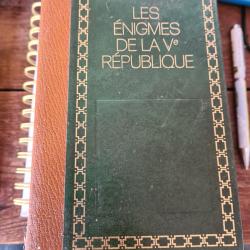 LES
ÉNIGMES
DE LA Ve
RÉPUBLIQUE